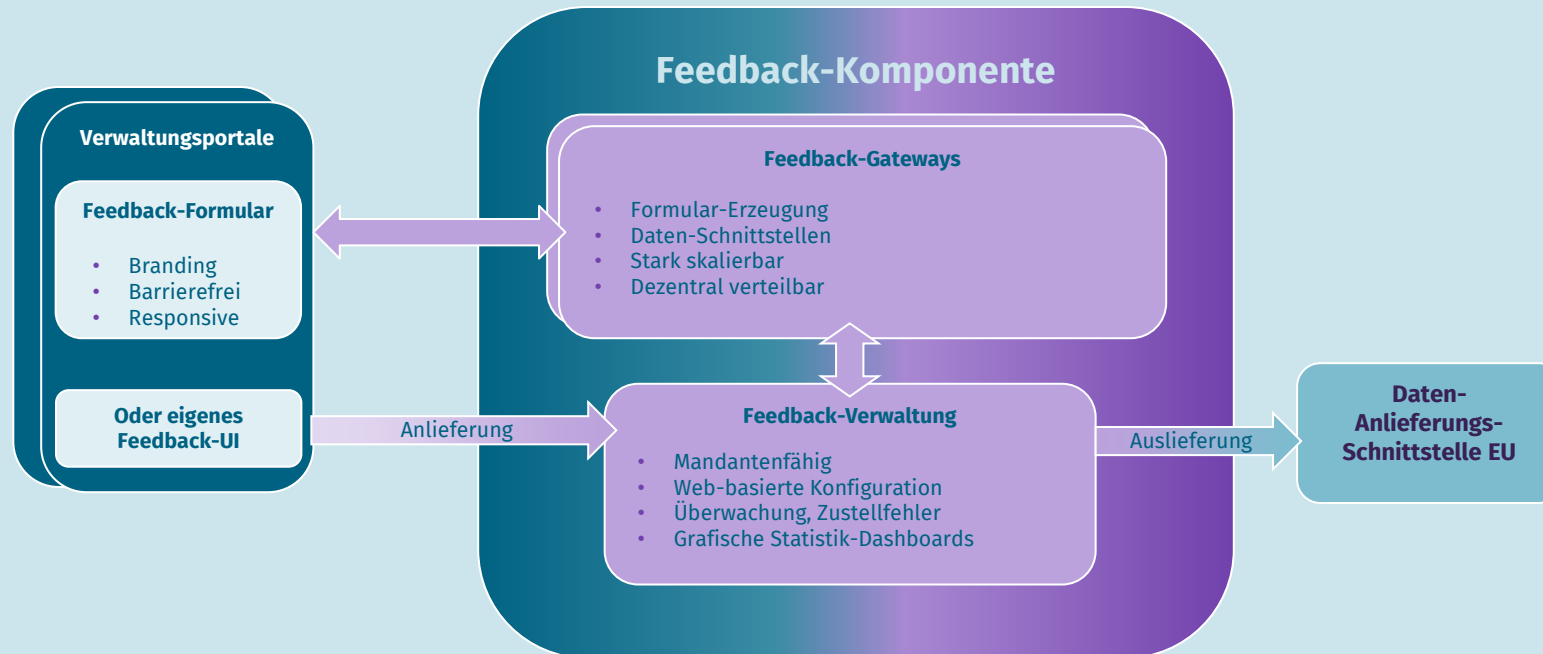 Feedback-Komponente
Verwaltungsportale
Feedback-Formular
• Branding
• Barrierefrei
• Responsive
Oder eigenes
Feedback-UI
Feedback-Gateways
• Formular-Erzeugung
• Daten-Schnittstellen
• Stark skalierbar
• Dezentral verteilbar
Anlieferung
Feedback-Verwaltung
• Mandantenfähig
• Web-basierte Konfiguration
• Überwachung, Zustellfehler
• Grafische Statistik-Dashboards
Auslieferung
Daten-
Anlieferungs-
Schnittstelle EU